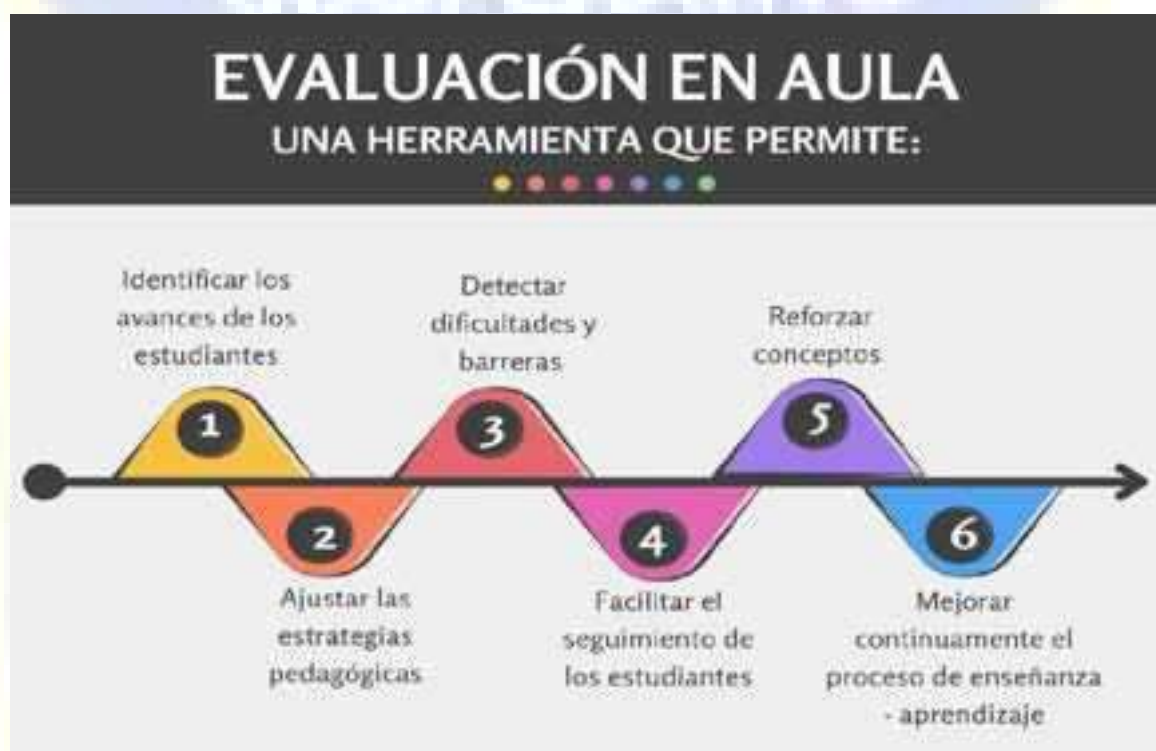 EVALUACIÓN EN AULA
UNA HERRAMIENTA QUE PERMITE:
Identificar los
avances de los
estudiantes
1
2
Ajustar las
estrategias
pedagógicas
Detectar
dificultades y
barreras
3
4
Facilitar el
seguimiento de
los estudiantes
Reforzar
conceptos
5
6
Mejorar
continuamente el
proceso de enseñanza
- aprendizaje